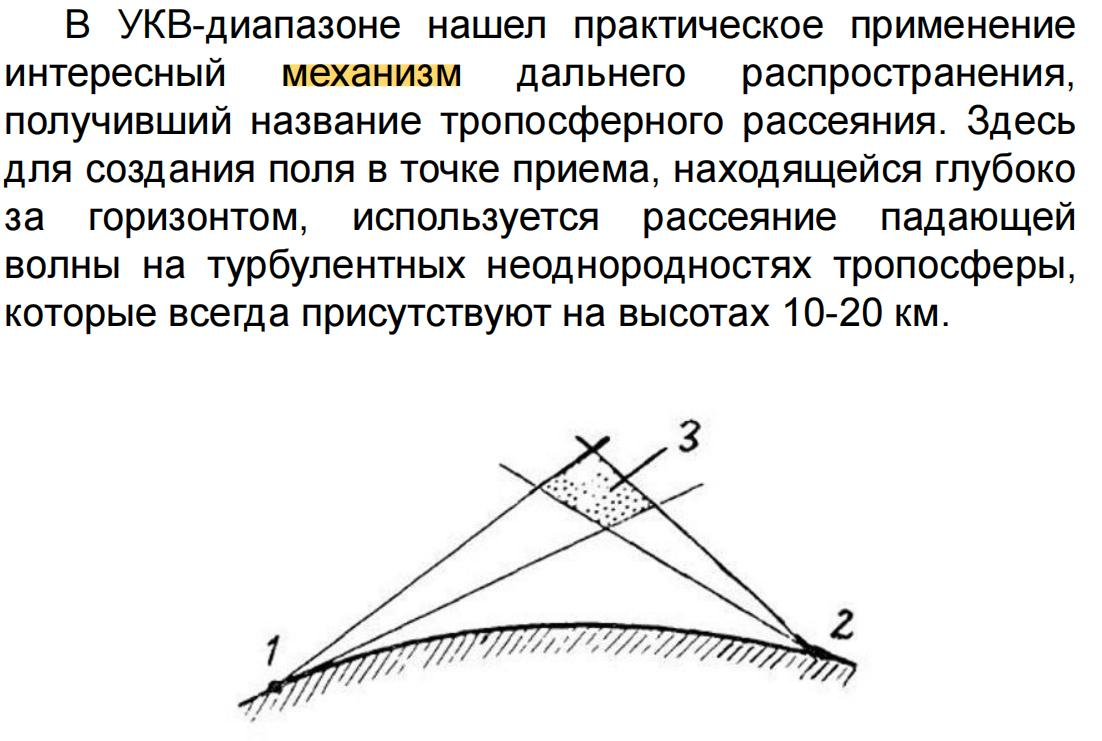 В УКВ-диапазоне нашел практическое применение
интересный механизм дальнего распространения,
получивший название тропосферного рассеяния. Здесь
для создания поля в точке приема, находящейся глубоко
за горизонтом, используется рассеяние падающей
волны на турбулентных неоднородностях тропосферы,
которые всегда присутствуют на высотах 10-20 км.
3
1
2